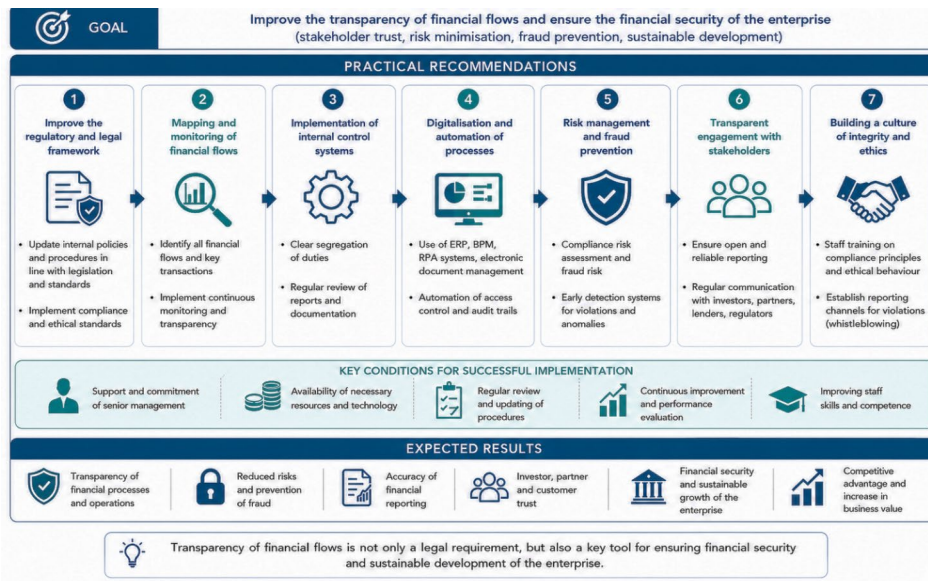 GOAL
Improve the transparency of financial flows and ensure the financial security of the enterprise
(stakeholder trust, risk minimisation, fraud prevention, sustainable development)
PRACTICAL RECOMMENDATIONS
1
Improve the
regulatory and legal
framework
• Update internal policies
and procedures in
line with legislation
and standards
• Implement compliance
and ethical standards
2
Mapping and
monitoring of
financial flows
• Identify all financial
flows and key
transactions
• Implement continuous
monitoring and
transparency
3
Implementation of
internal control
systems
• Clear segregation
of duties
• Regular review of
reports and
documentation
4
Digitalisation and
automation of
processes
• Use of ERP, BPM,
RPA systems, electronic
document management
• Automation of access
control and audit trails
5
Risk management
and fraud
prevention
• Compliance risk
assessment and
fraud risk
• Early detection systems
for violations and
anomalies
6
Transparent
engagement with
stakeholders
• Ensure open and
reliable reporting
• Regular communication
with investors, partners,
lenders, regulators
7
Building a culture
of integrity and
ethics
• Staff training on
compliance principles
and ethical behaviour
• Establish reporting
channels for violations
(whistleblowing)
KEY CONDITIONS FOR SUCCESSFUL IMPLEMENTATION
Support and commitment
of senior management
Availability of necessary
resources and technology
Regular review
and updating of
procedures
Continuous improvement
and performance
evaluation
Improving staff
skills and competence
EXPECTED RESULTS
Transparency of
financial processes
and operations
Reduced risks
and prevention
of fraud
Accuracy of
financial
reporting
Investor, partner
and customer
trust
Financial security
and sustainable
growth of the
enterprise
Competitive
advantage and
increase in
business value
Transparency of financial flows is not only a legal requirement, but also a key tool for ensuring financial security
and sustainable development of the enterprise.